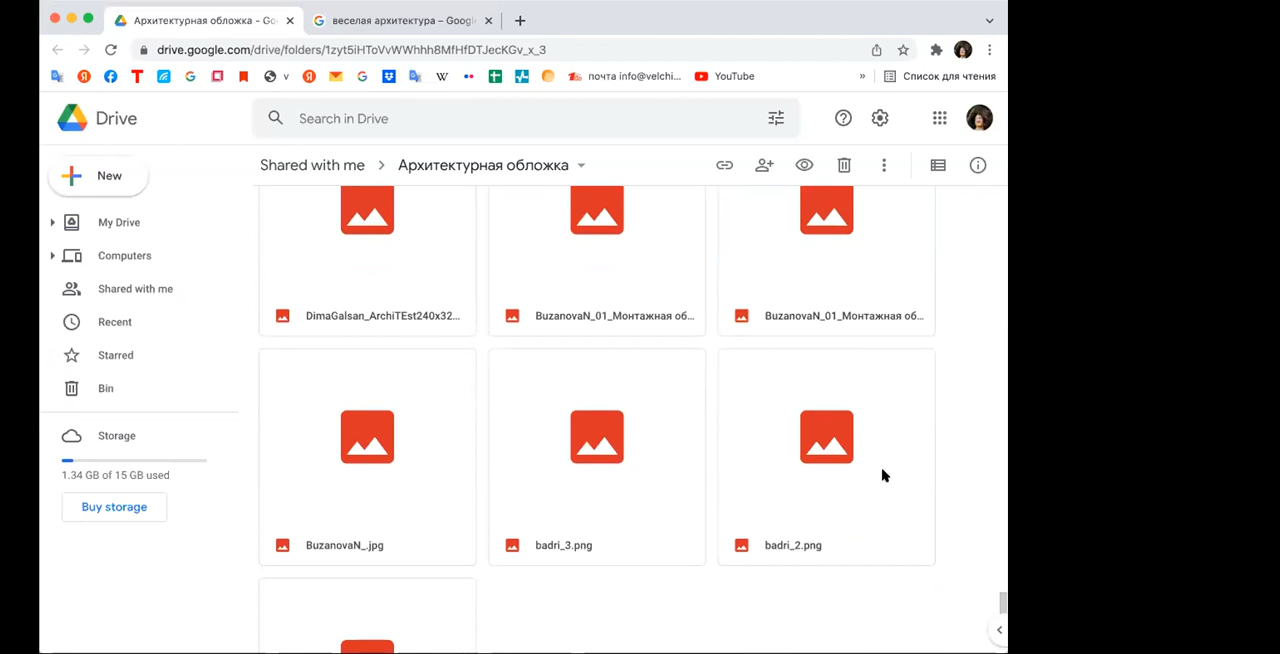 Архитектурная обложка - Go
веселая архитектура – Googl
drive.google.com/drive/folders/1zyt5iHToVvWWhhh8MfHfDTJecKGv_x_3
v
почта info@velchi...
YouTube
»
Список для чтения
Drive
Search in Drive
New
Shared with me > Архитектурная обложка
My Drive
Computers
Shared with me
Recent
Starred
Bin
Storage
1.34 GB of 15 GB used
Buy storage
DimaGalsan_ArchiTEst240x32...
BuzanovaN_01_Монтажная об...
BuzanovaN_01_Монтажная об...
BuzanovaN_.jpg
badri_3.png
badri_2.png